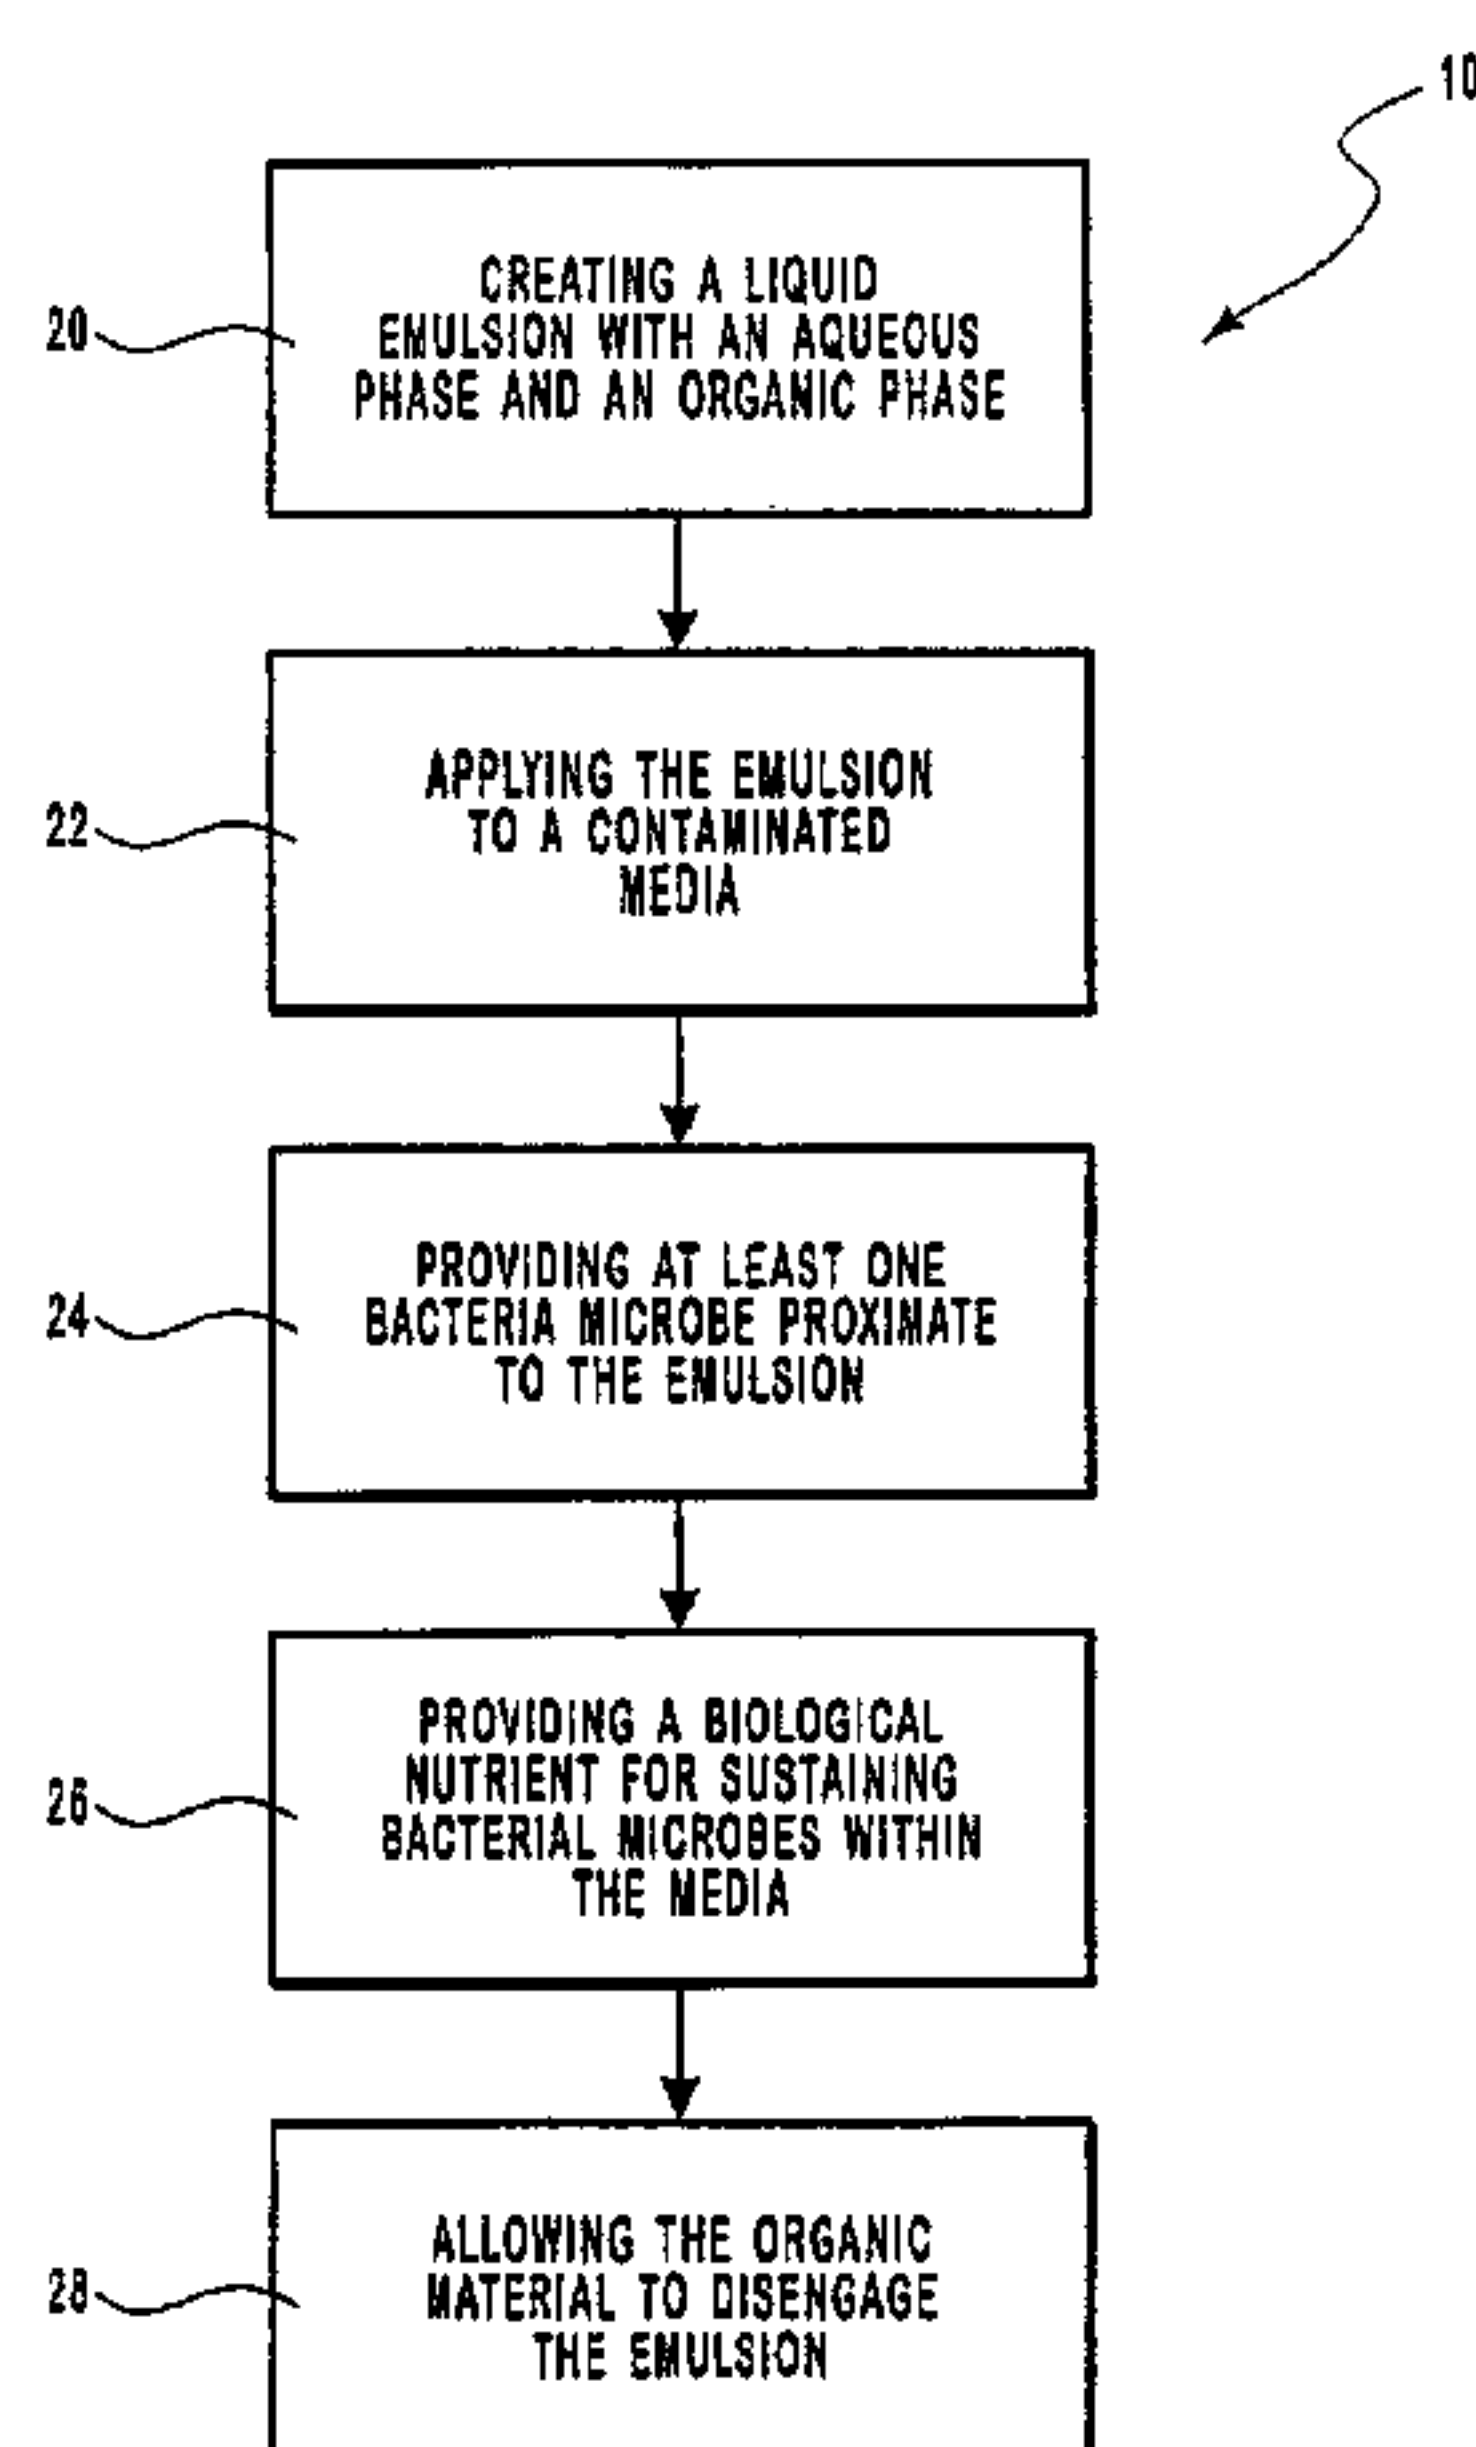 10
20
CREATING A LIQUID
EMULSION WITH AN AQUEOUS
PHASE AND AN ORGANIC PHASE
22
APPLYING THE EMULSION
TO A CONTAMINATED
MEDIA
24
PROVIDING AT LEAST ONE
BACTERIA MICROBE PROXIMATE
TO THE EMULSION
26
PROVIDING A BIOLOGICAL
NUTRIENT FOR SUSTAINING
BACTERIAL MICROBES WITHIN
THE MEDIA
28
ALLOWING THE ORGANIC
MATERIAL TO DISENGAGE
THE EMULSION